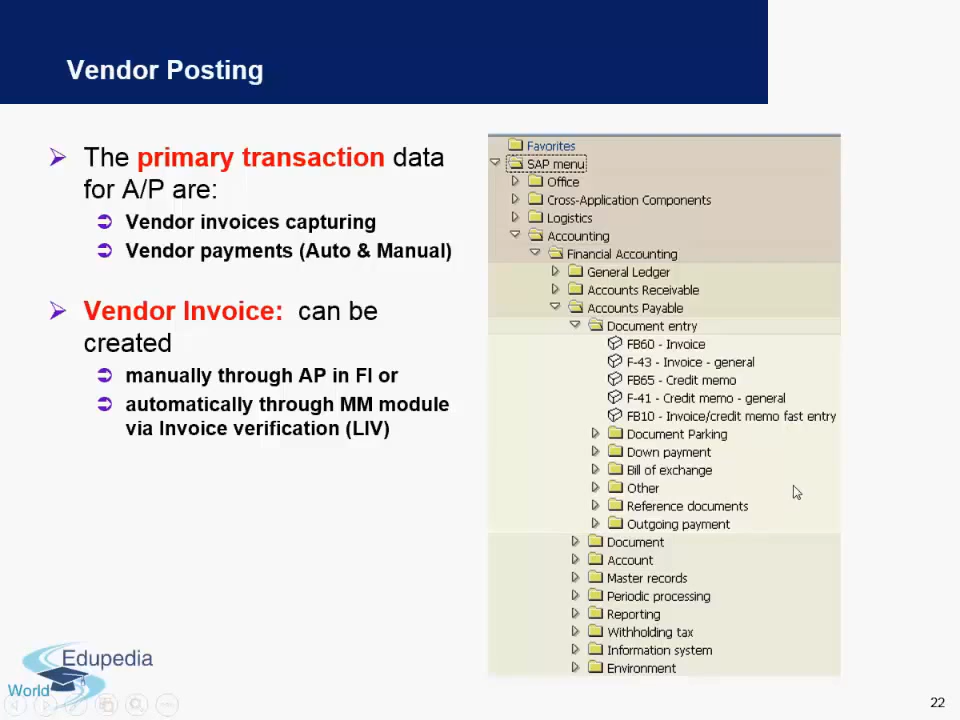 Vendor Posting
The primary transaction data
for A/P are:
Vendor invoices capturing
Vendor payments (Auto & Manual)
Vendor Invoice: can be
created
manually through AP in FI or
automatically through MM module
via Invoice verification (LIV)
Favorites
SAP menu
Office
Cross-Application Components
Logistics
Accounting
Financial Accounting
General Ledger
Accounts Receivable
Accounts Payable
Document entry
FB60 - Invoice
F-43 - Invoice - general
FB65 - Credit memo
F-41 - Credit memo - general
FB10 - Invoice/credit memo fast entry
Document Parking
Down payment
Bill of exchange
Other
Reference documents
Outgoing payment
Document
Account
Master records
Periodic processing
Reporting
Withholding tax
Information system
Environment
Edupedia
World
22